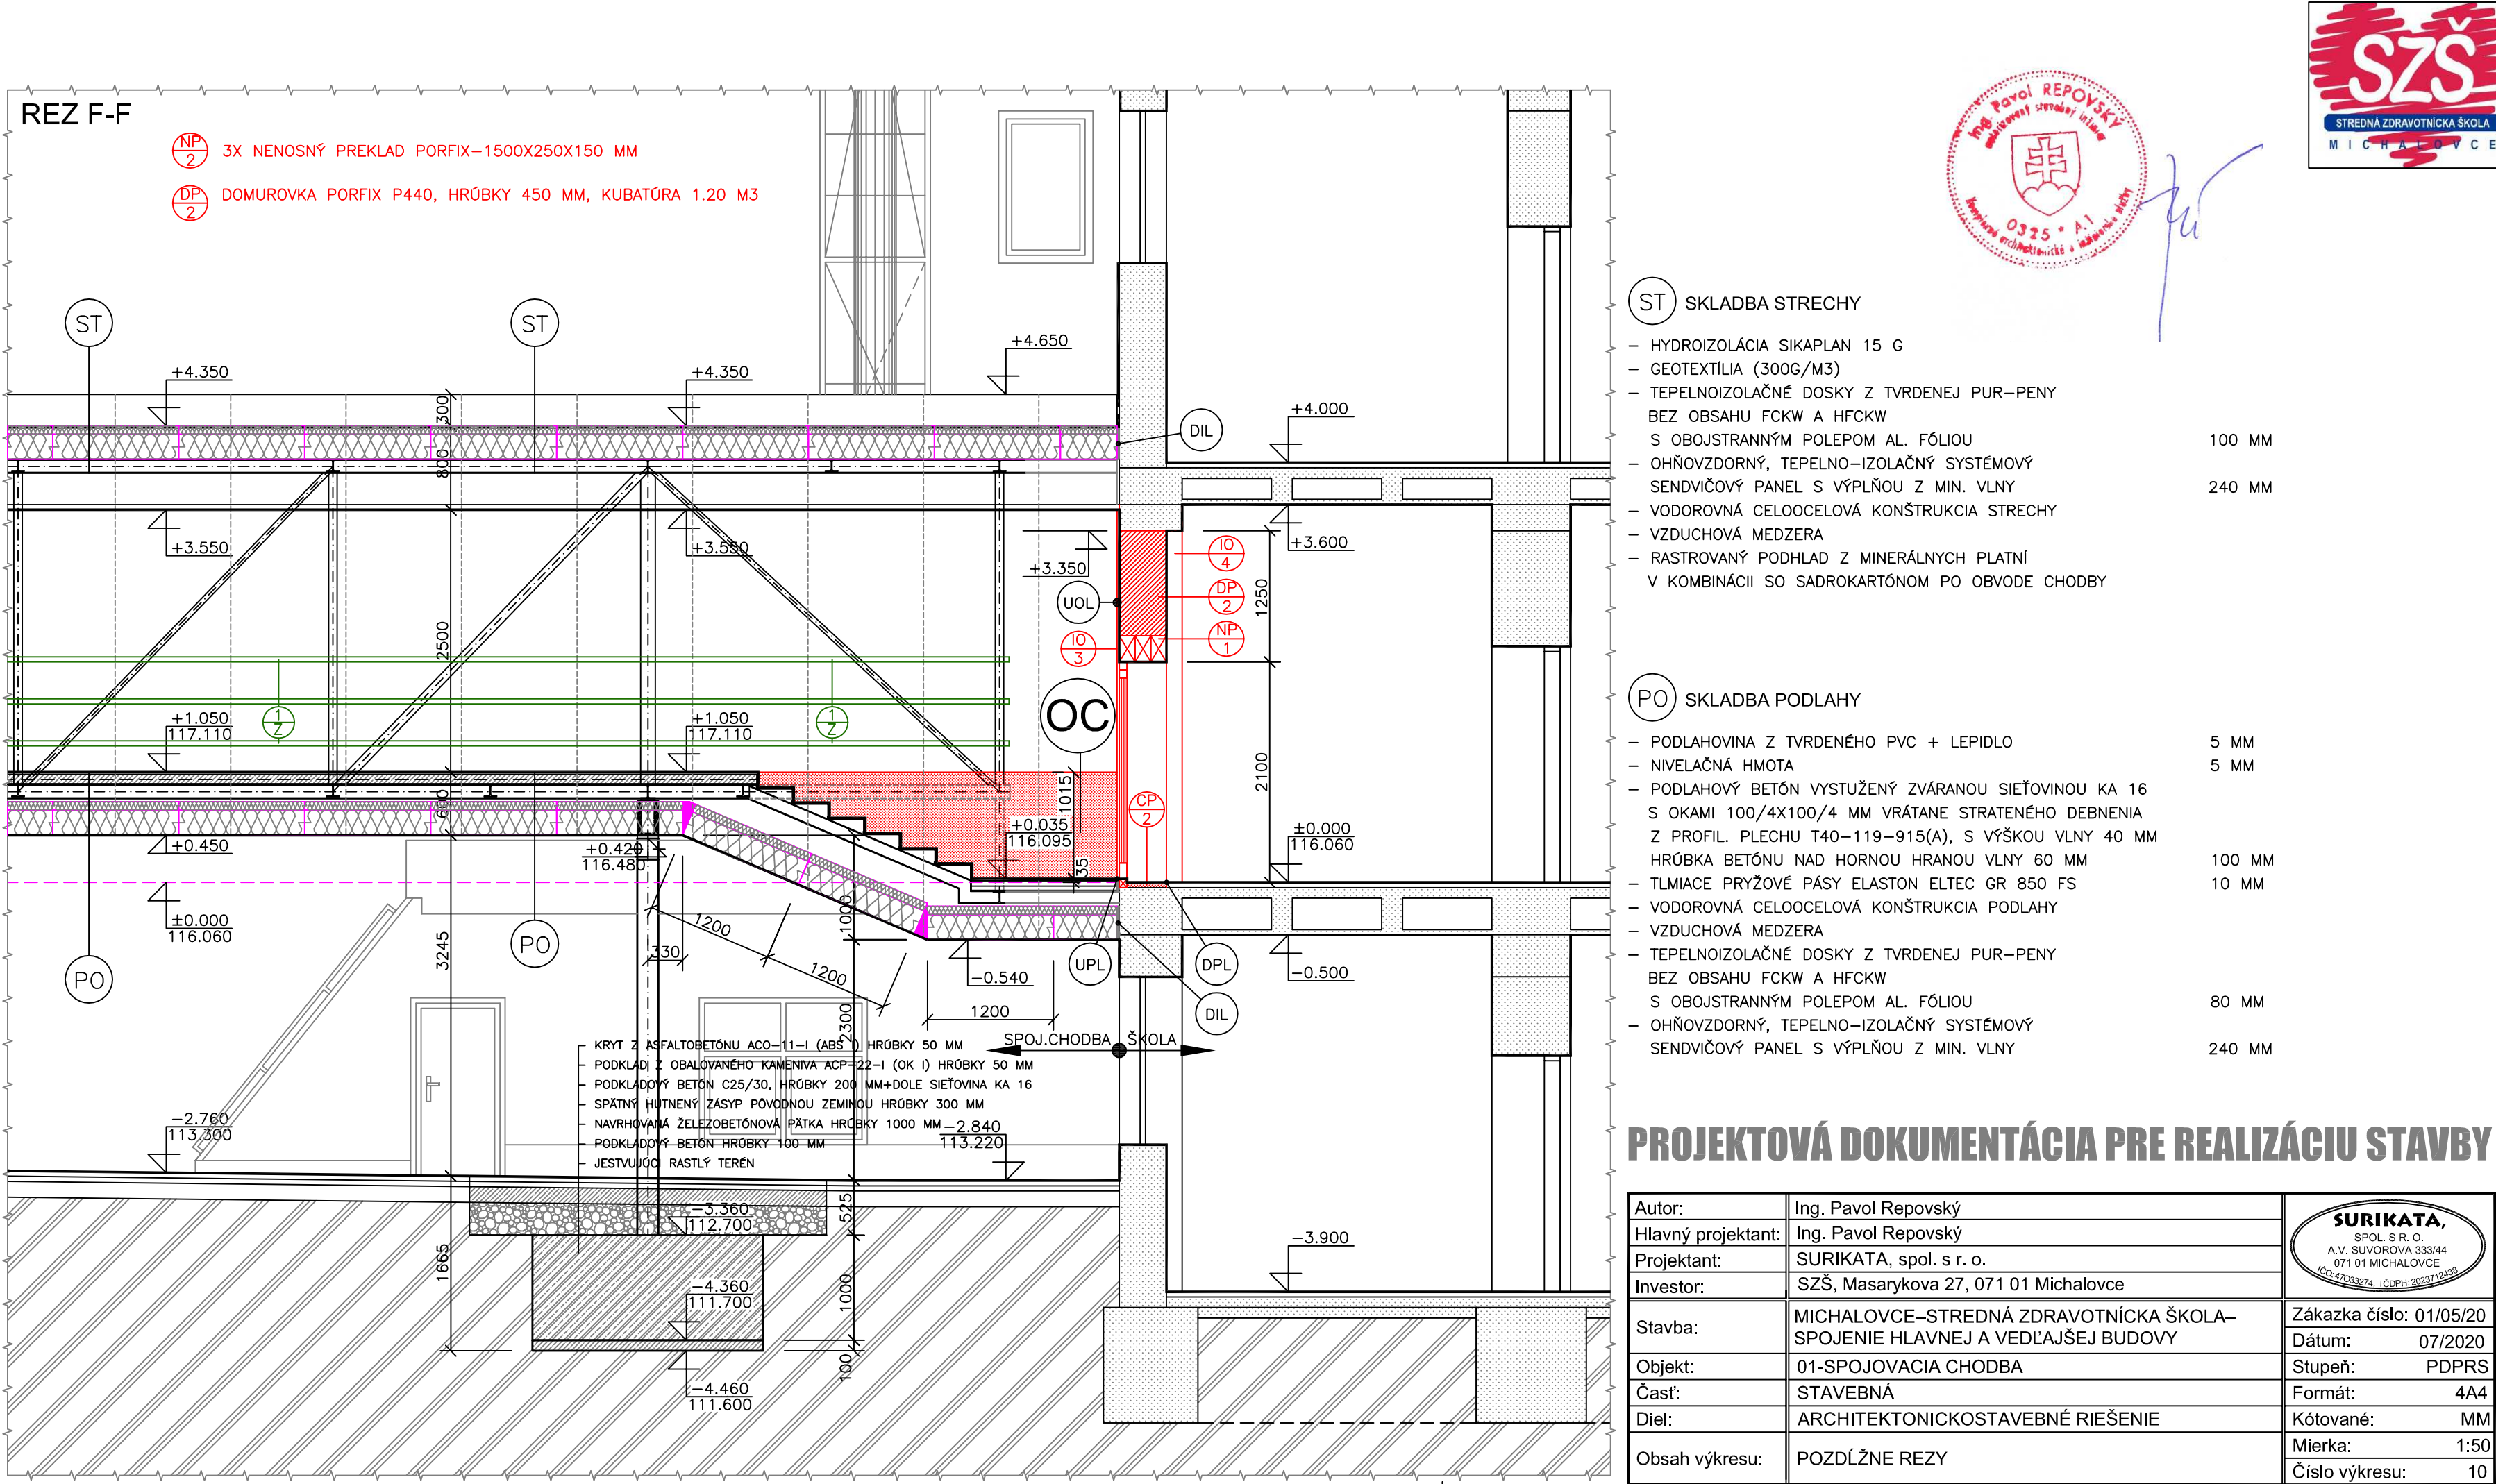 REZ F-F
NP
2
3X NENOSNÝ PREKLAD PORFIX-1500X250X150 MM
DP
2
DOMUROVKA PORFIX P440, HRÚBKY 450 MM, KUBATÚRA 1.20 M3
ST
ST
+4.350
+4.350
+4.650
300
DIL
+4.000
800
+3.550
+3.550
+3.350
+3.600
IO
4
UOL
DP
2
1250
2500
IO
3
NP
1
OC
+1.050
117.110
1
Z
+1.050
117.110
1
Z
2100
1015
CP
2
600
+0.035
116.095
±0.000
116.060
+0.450
+0.420
116.480
35
±0.000
116.060
1200
1000
3245
PO
PO
330
1200
-0.540
UPL
DPL
-0.500
1200
DIL
2300
SPOJ.CHODBA
ŠKOLA
KRYT Z ASFALTOBETÓNU ACO-11-I (ABS I) HRÚBKY 50 MM
PODKLAD Z OBALOVANÉHO KAMENIVA ACP-22-I (OK I) HRÚBKY 50 MM
PODKLADOVÝ BETÓN C25/30, HRÚBKY 200 MM+DOLE SIEŤOVINA KA 16
SPÄTNÝ HUTNENÝ ZÁSYP PÔVODNOU ZEMINOU HRÚBKY 300 MM
NAVRHOVANÁ ŽELEZOBETÓNOVÁ PÄTKA HRÚBKY 1000 MM
PODKLADOVÝ BETÓN HRÚBKY 100 MM
JESTVUJÚCI RASTLÝ TERÉN
-2.760
113.300
-2.840
113.220
-3.360
112.700
525
1665
-3.900
-4.360
111.700
1000
100
-4.460
111.600
Ing. Pavol REPOVSKÝ
autorizovaný stavebný inžinier
0325 * A.1
Komplexné architektonické a inžinierske služby
SZŠ
STREDNÁ ZDRAVOTNÍCKA ŠKOLA
MICHALOVCE
ST SKLADBA STRECHY
- HYDROIZOLÁCIA SIKAPLAN 15 G
- GEOTEXTÍLIA (300G/M3)
- TEPELNOIZOLAČNÉ DOSKY Z TVRDENEJ PUR-PENY
BEZ OBSAHU FCKW A HFCKW
S OBOJSTRANNÝM POLEPOM AL. FÓLIOU 100 MM
- OHŇOVZDORNÝ, TEPELNO-IZOLAČNÝ SYSTÉMOVÝ
SENDVIČOVÝ PANEL S VÝPLŇOU Z MIN. VLNY 240 MM
- VODOROVNÁ CELOOCELOVÁ KONŠTRUKCIA STRECHY
- VZDUCHOVÁ MEDZERA
- RASTROVANÝ PODHLAD Z MINERÁLNYCH PLATNÍ
V KOMBINÁCII SO SADROKARTÓNOM PO OBVODE CHODBY
PO SKLADBA PODLAHY
- PODLAHOVINA Z TVRDENÉHO PVC + LEPIDLO 5 MM
- NIVELAČNÁ HMOTA 5 MM
- PODLAHOVÝ BETÓN VYSTUŽENÝ ZVÁRANOU SIEŤOVINOU KA 16
S OKAMI 100/4X100/4 MM VRÁTANE STRATENÉHO DEBNENIA
Z PROFIL. PLECHU T40-119-915(A), S VÝŠKOU VLNY 40 MM
HRÚBKA BETÓNU NAD HORNOU HRANOU VLNY 60 MM 100 MM
- TLMIACE PRYŽOVÉ PÁSY ELASTON ELTEC GR 850 FS 10 MM
- VODOROVNÁ CELOOCELOVÁ KONŠTRUKCIA PODLAHY
- VZDUCHOVÁ MEDZERA
- TEPELNOIZOLAČNÉ DOSKY Z TVRDENEJ PUR-PENY
BEZ OBSAHU FCKW A HFCKW
S OBOJSTRANNÝM POLEPOM AL. FÓLIOU 80 MM
- OHŇOVZDORNÝ, TEPELNO-IZOLAČNÝ SYSTÉMOVÝ
SENDVIČOVÝ PANEL S VÝPLŇOU Z MIN. VLNY 240 MM
PROJEKTOVÁ DOKUMENTÁCIA PRE REALIZÁCIU STAVBY
Autor: Ing. Pavol Repovský
Hlavný projektant: Ing. Pavol Repovský
Projektant: SURIKATA, spol. s r. o.
Investor: SZŠ, Masarykova 27, 071 01 Michalovce
SURIKATA,
SPOL. S R. O.
A.V. SUVOROVA 333/44
071 01 MICHALOVCE
IČO:47033274, IČDPH:2023712438
Stavba: MICHALOVCE-STREDNÁ ZDRAVOTNÍCKA ŠKOLA-
SPOJENIE HLAVNEJ A VEDĽAJŠEJ BUDOVY
Zákazka číslo: 01/05/20
Dátum: 07/2020
Objekt: 01-SPOJOVACIA CHODBA
Stupeň: PDPRS
Časť: STAVEBNÁ
Formát: 4A4
Diel: ARCHITEKTONICKOSTAVEBNÉ RIEŠENIE
Kótované: MM
Obsah výkresu: POZDĹŽNE REZY
Mierka: 1:50
Číslo výkresu: 10